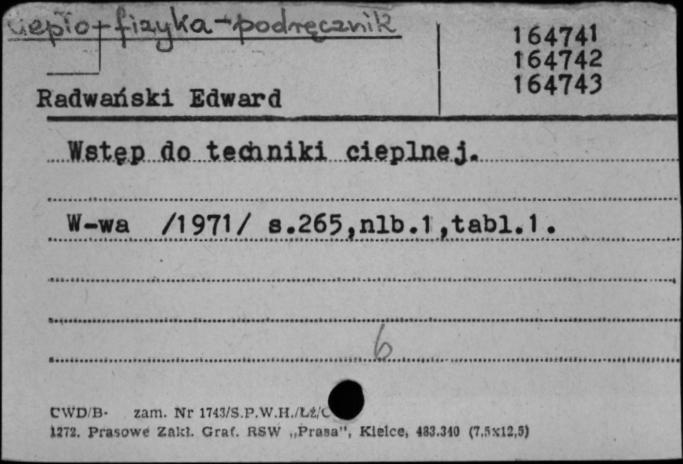 Ciepło - fizyka - podręcznik
164741
164742
164743
Radwański Edward
Wstęp do techniki cieplnej.
W-wa /1971/ s.265,nlb.1,tabl.1.
6
CWD/B- zam. Nr 1743/S.P.W.H./Łż/
1272. Prasowe Zakł. Graf. RSW „Prasa", Kielce, 483.340 (7,5x12,5)